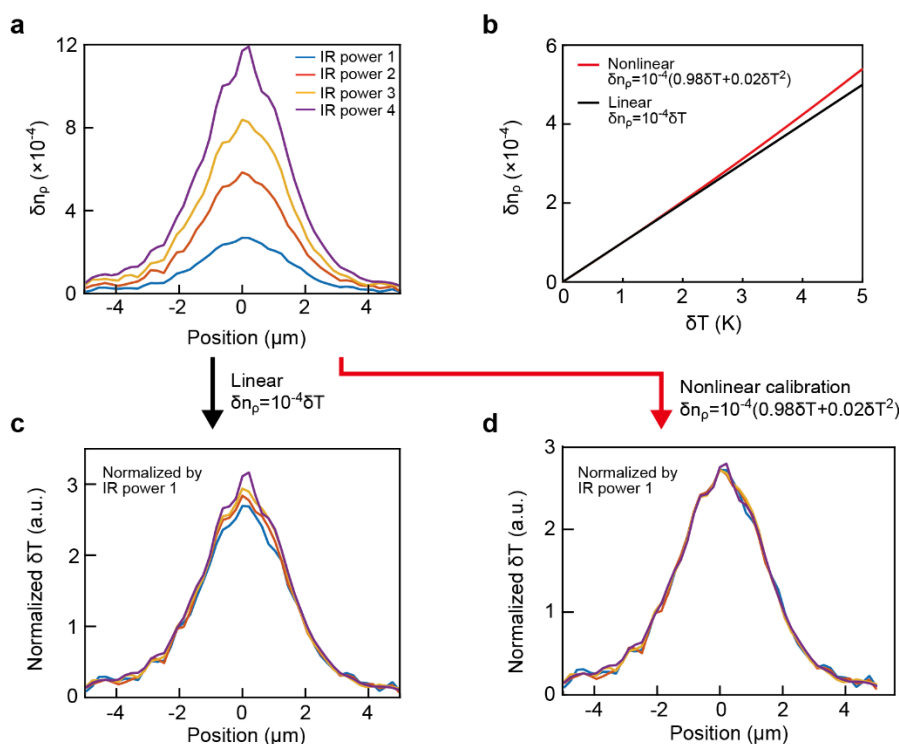 a
12
8
4
0
δnρ (×10⁻⁴)
IR power 1
IR power 2
IR power 3
IR power 4
-4 -2 0 2 4
Position (µm)
b
6
4
2
0
δnρ (×10⁻⁴)
Nonlinear
δnρ=10⁻⁴(0.98δT+0.02δT²)
Linear
δnρ=10⁻⁴δT
0 1 2 3 4 5
δT (K)
Linear
δnρ=10⁻⁴δT
Nonlinear calibration
δnρ=10⁻⁴(0.98δT+0.02δT²)
c
3
2
1
0
Normalized δT (a.u.)
Normalized by
IR power 1
-4 -2 0 2 4
Position (µm)
d
3.0
2.0
1.0
0
Normalized δT (a.u.)
Normalized by
IR power 1
-4 -2 0 2 4
Position (µm)